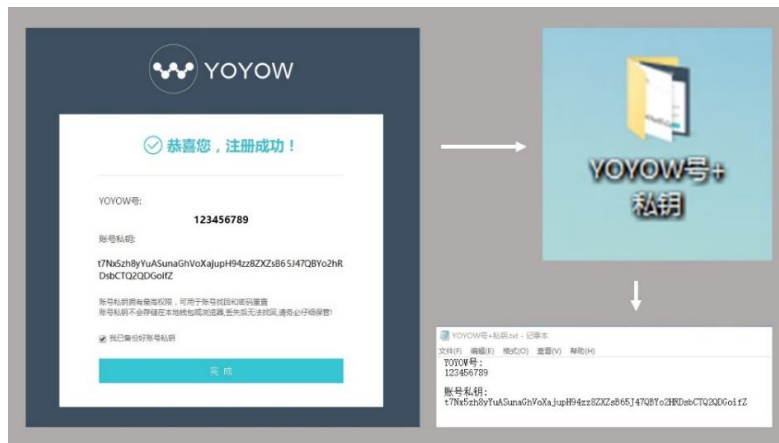 YOYOW
恭喜您，注册成功！
YOYOW号:
123456789
账号私钥:
t7Nx5zh8yYuASunaGhVoXajupH94zz8ZXZsB65J47QBYo2hR
DsbCTQ2QDGoifZ
账号私钥拥有最高权限，可用于账号找回和密码重置
账号私钥不会存储在本地钱包或浏览器,丢失后无法找回,请务必仔细保管!
我已备份好账号私钥
完成
YOYOW号+
私钥
YOYOW号+私钥.txt - 记事本
文件(F) 编辑(E) 格式(O) 查看(V) 帮助(H)
YOYOW号：
123456789
账号私钥：
t7Nx5zh8yYuASunaGhVoXajupH94zz8ZXZsB65J47QBYo2HRDsbCTQ2QDGoifZ